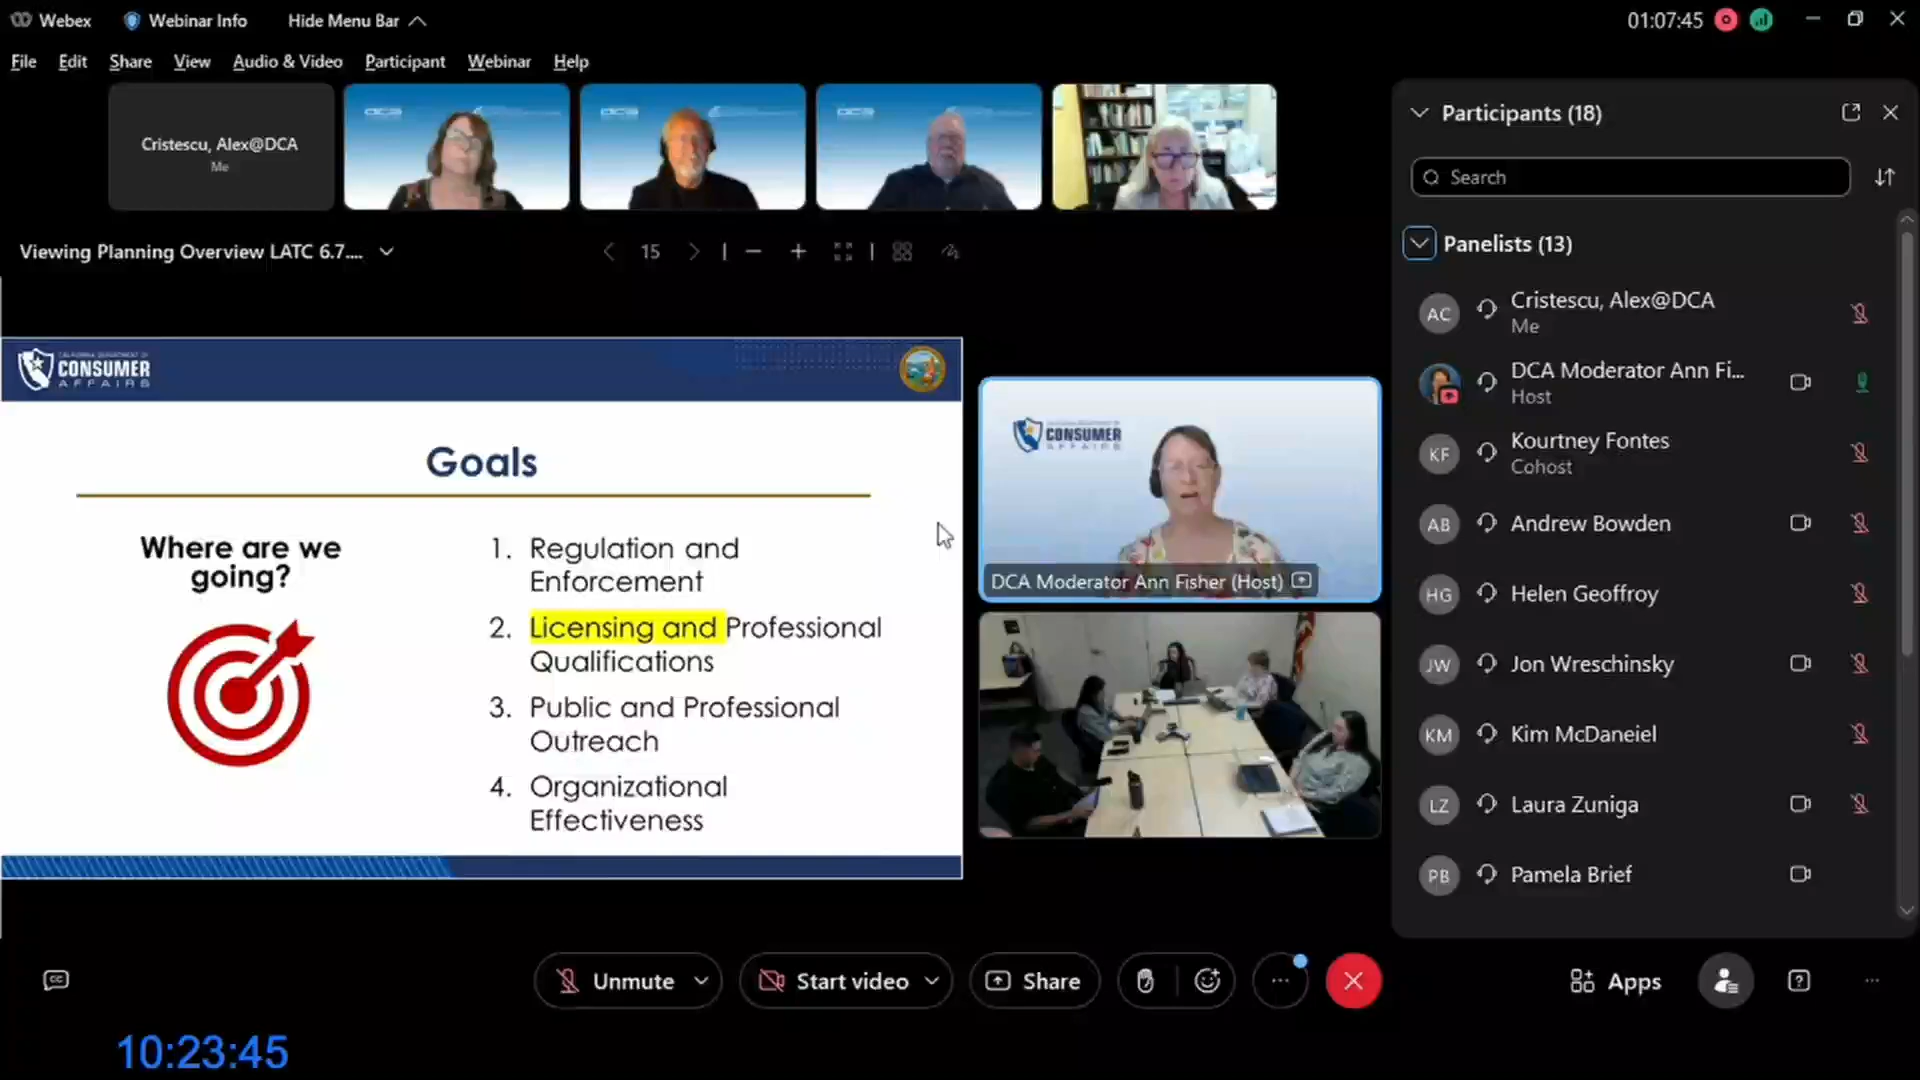 Webex
Webinar Info
Hide Menu Bar
01:07:45
File Edit Share View Audio & Video Participant Webinar Help
Cristescu, Alex@DCA
Me
Viewing Planning Overview LATC 6.7....
15
CALIFORNIA DEPARTMENT OF
CONSUMER
AFFAIRS
Goals
Where are we
going?
1. Regulation and
Enforcement
2. Licensing and Professional
Qualifications
3. Public and Professional
Outreach
4. Organizational
Effectiveness
CONSUMER
AFFAIRS
DCA Moderator Ann Fisher (Host)
Participants (18)
Search
Panelists (13)
AC
Cristescu, Alex@DCA
Me
DCA Moderator Ann Fi...
Host
KF
Kourtney Fontes
Cohost
AB
Andrew Bowden
HG
Helen Geoffroy
JW
Jon Wreschinsky
KM
Kim McDaneiel
LZ
Laura Zuniga
PB
Pamela Brief
CC
Unmute
Start video
Share
Apps
10:23:45